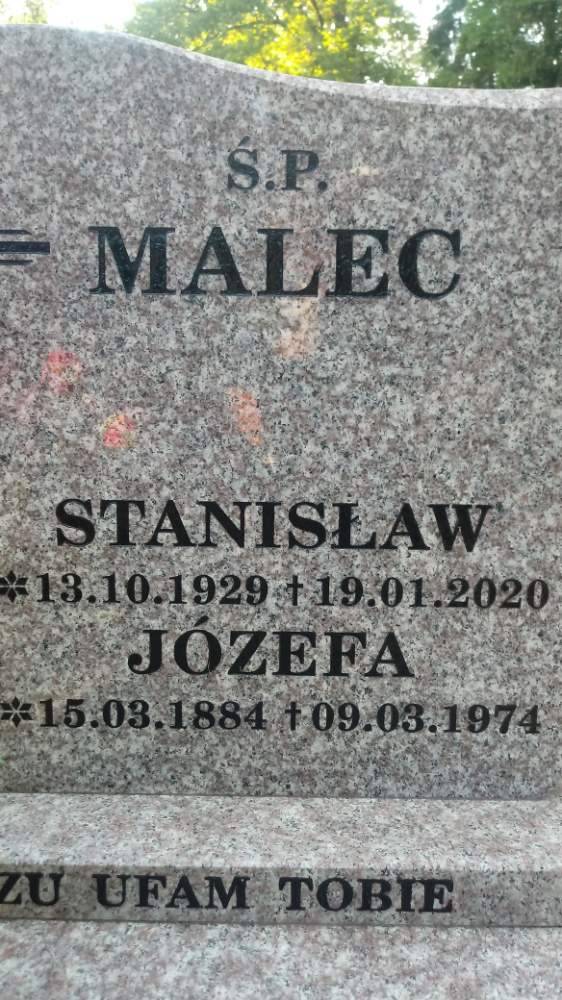 Ś.P.
MALEC
STANISŁAW
*13.10.1929 †19.01.2020
JÓZEFA
*15.03.1884 †09.03.1974
ZU UFAM TOBIE